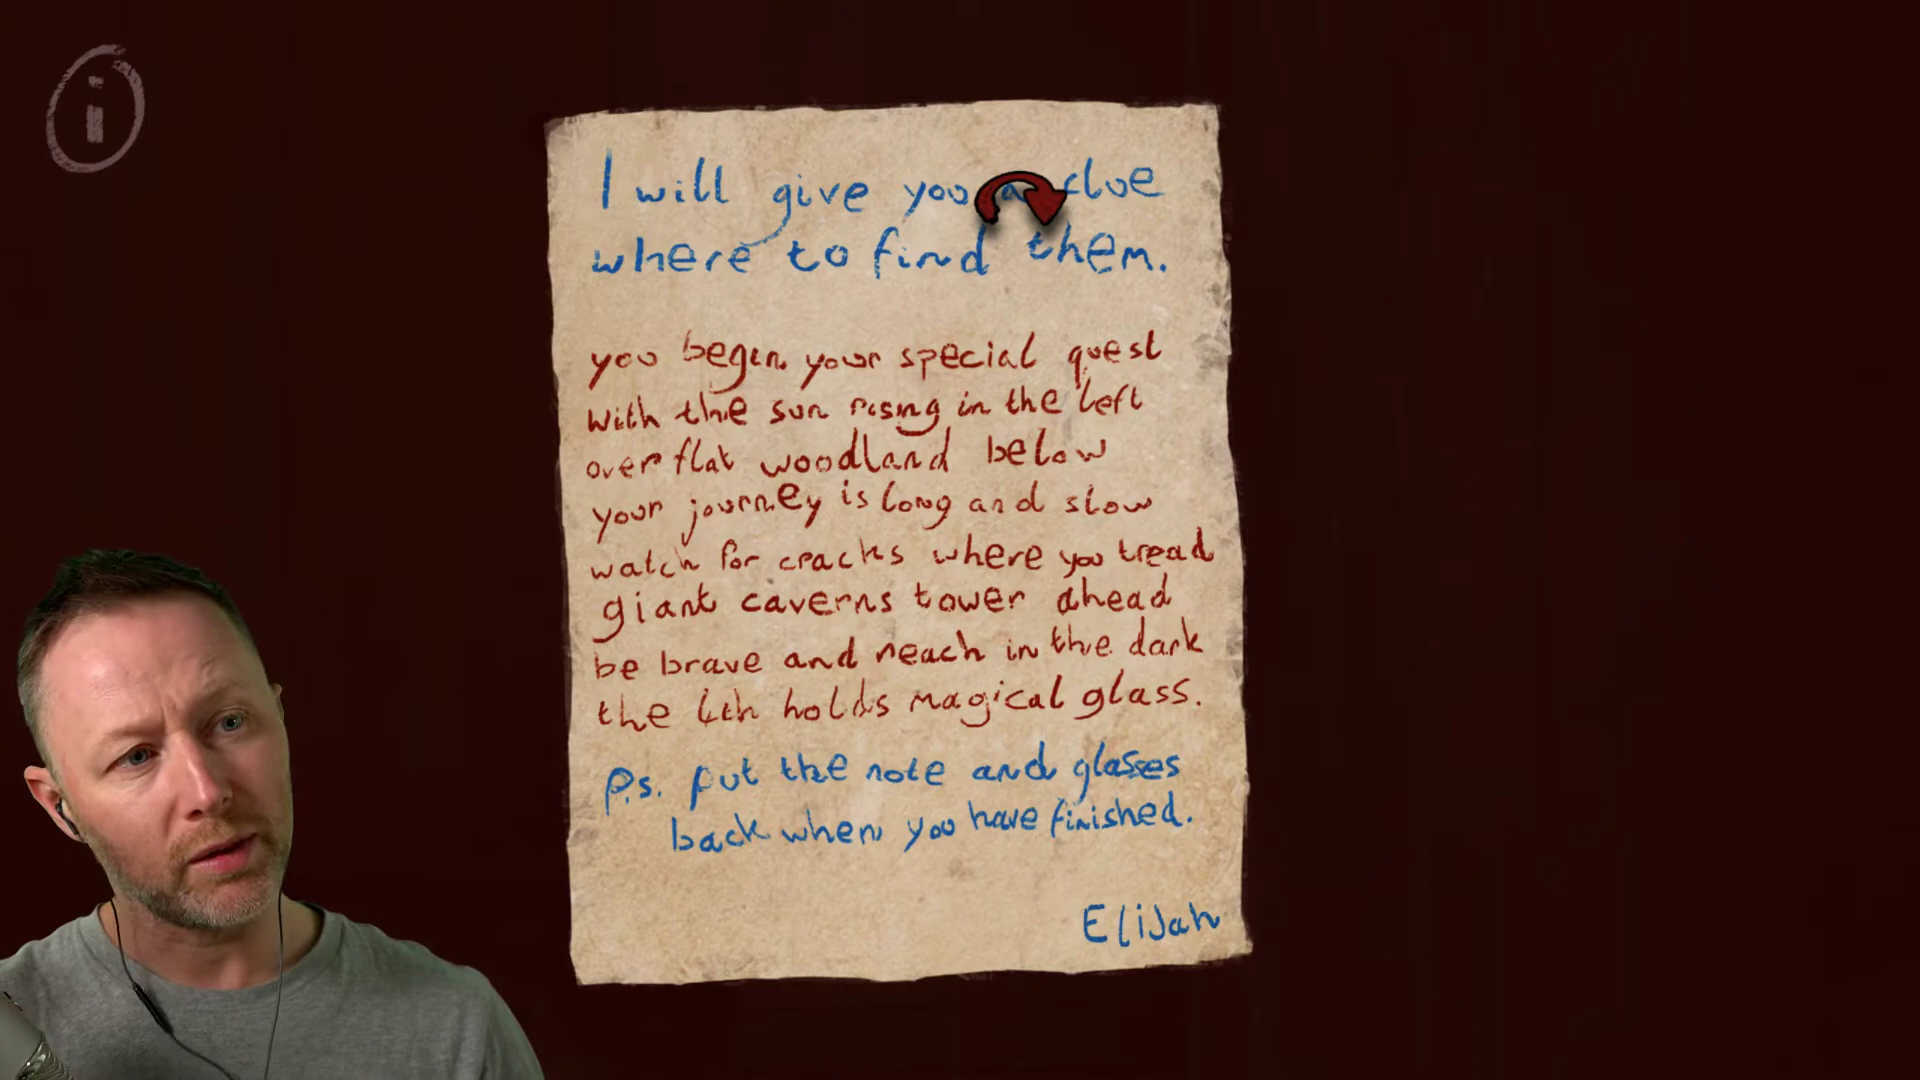 i
I will give you a clue
where to find them.
you begin your special quest
with the sun rising in the left
over flat woodland below
your journey is long and slow
watch for cracks where you tread
giant caverns tower ahead
be brave and reach in the dark
the 4th holds magical glass.
P.s. put the note and glasses
back when you have finished.
Elijah